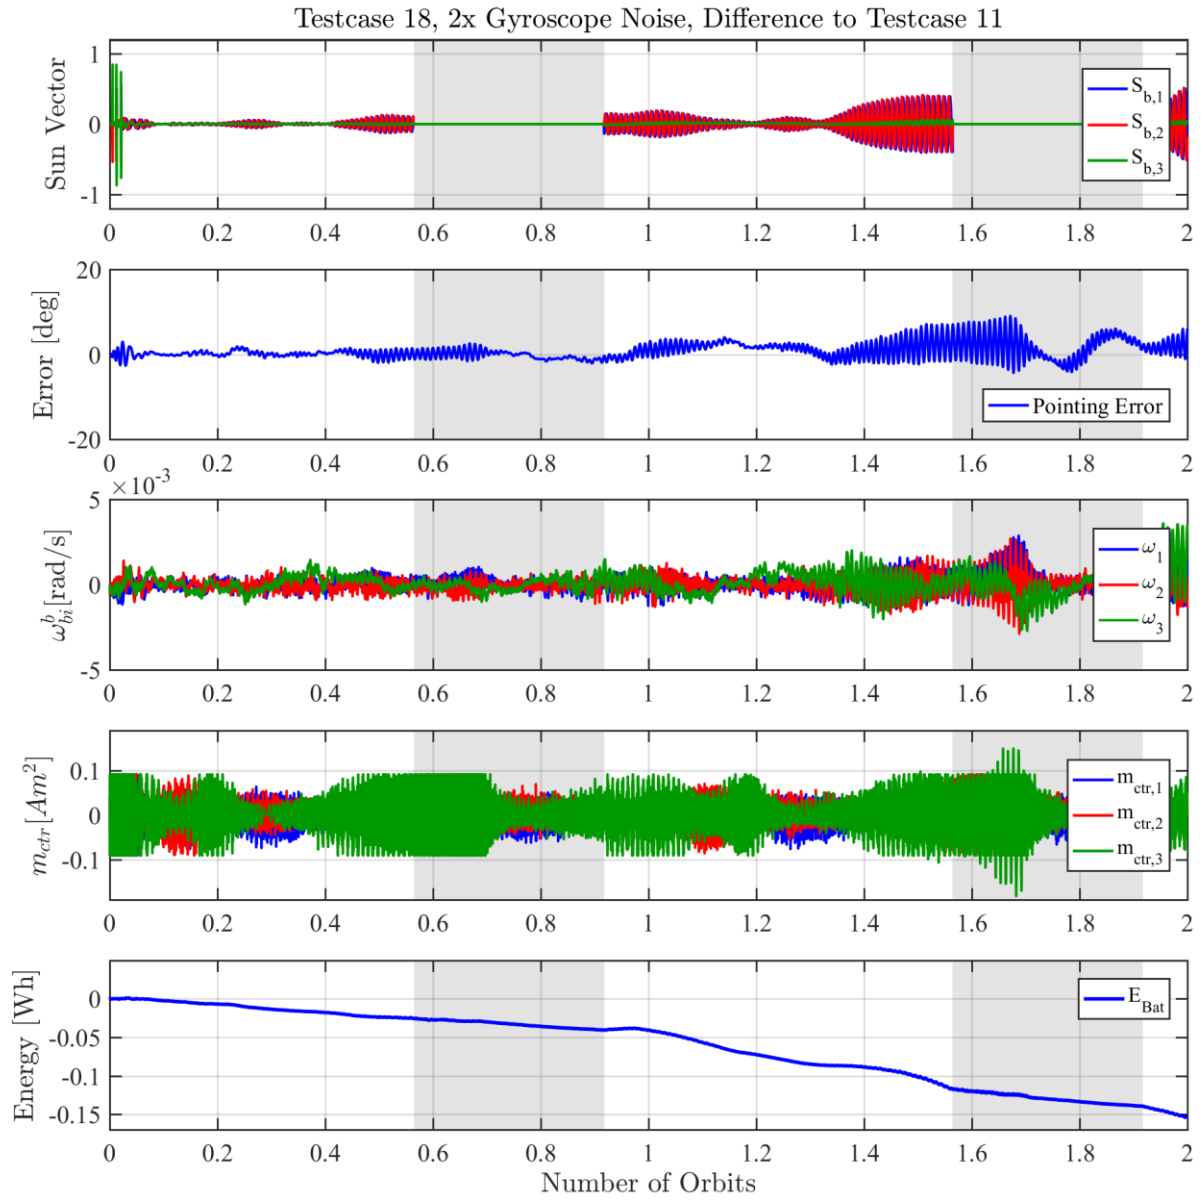 Testcase 18, 2x Gyroscope Noise, Difference to Testcase 11
Sun Vector
1
0
-1
S_b,1
S_b,2
S_b,3
0 0.2 0.4 0.6 0.8 1 1.2 1.4 1.6 1.8 2
Error [deg]
20
0
-20
Pointing Error
0 0.2 0.4 0.6 0.8 1 1.2 1.4 1.6 1.8 2
×10^-3
ω_bi^b[rad/s]
5
0
-5
ω_1
ω_2
ω_3
0 0.2 0.4 0.6 0.8 1 1.2 1.4 1.6 1.8 2
m_ctr[Am^2]
0.1
0
-0.1
m_ctr,1
m_ctr,2
m_ctr,3
0 0.2 0.4 0.6 0.8 1 1.2 1.4 1.6 1.8 2
Energy [Wh]
0
-0.05
-0.1
-0.15
E_Bat
0 0.2 0.4 0.6 0.8 1 1.2 1.4 1.6 1.8 2
Number of Orbits